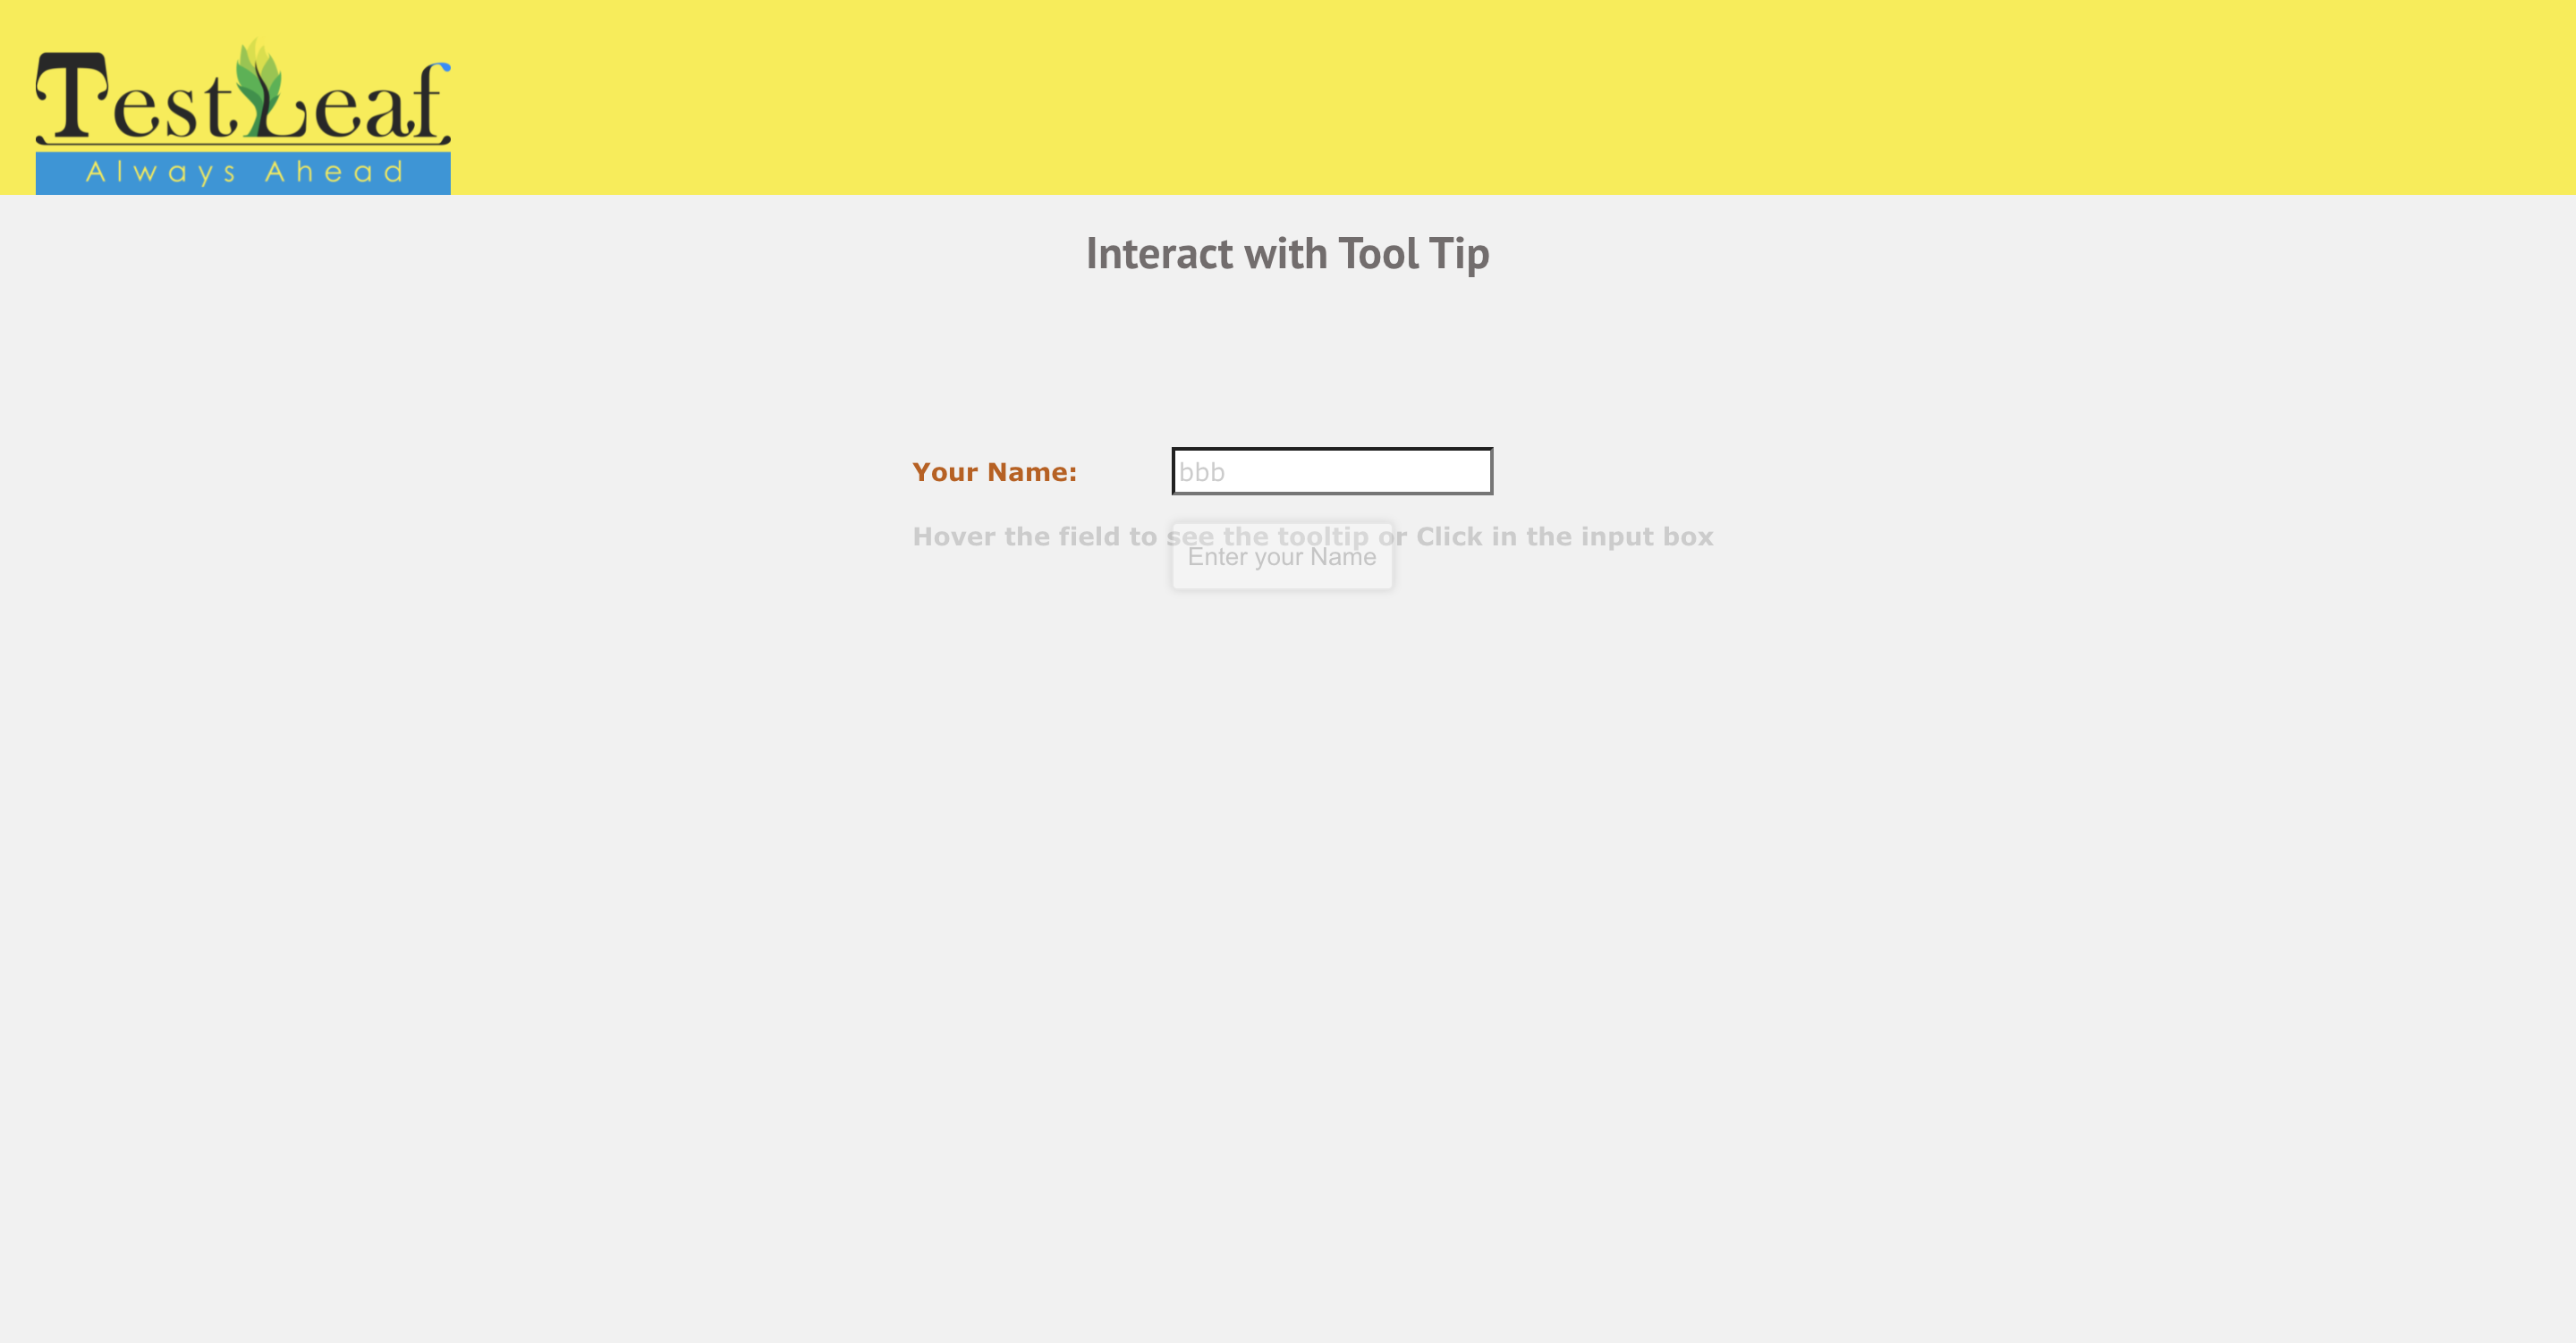 TestLeaf
Always Ahead
Interact with Tool Tip
Your Name:
bbb
Hover the field to see the tooltip or Click in the input box
Enter your Name